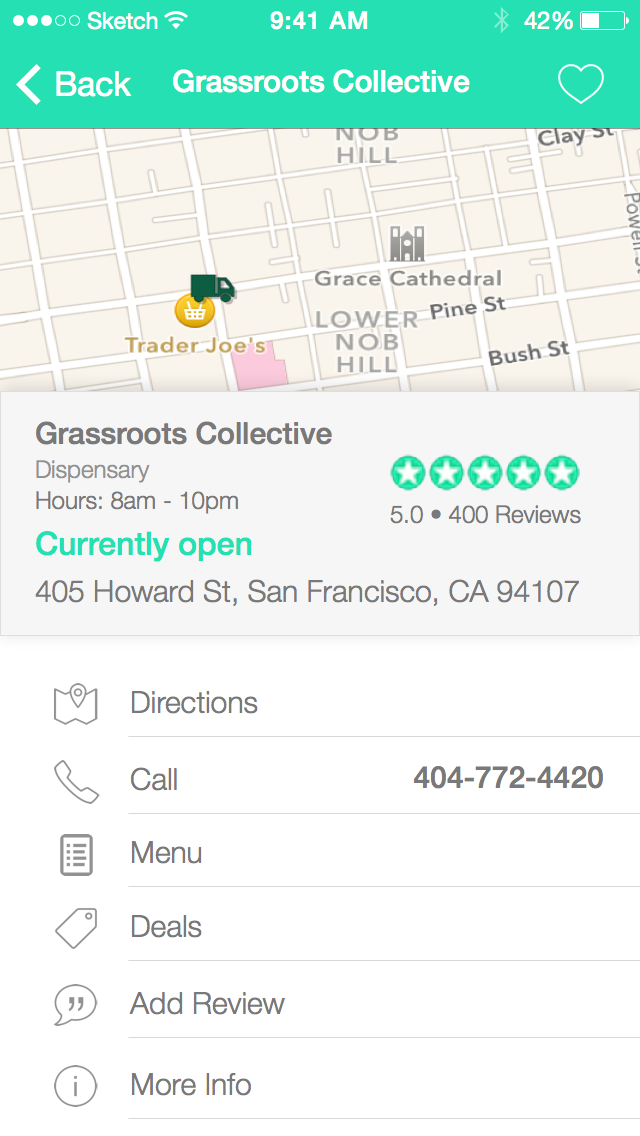 Sketch 9:41 AM 42%
Back Grassroots Collective
NOB
HILL
Clay St
Powell St
Grace Cathedral
LOWER
NOB
HILL
Pine St
Trader Joe's
Bush St
Grassroots Collective
Dispensary
Hours: 8am - 10pm
5.0 • 400 Reviews
Currently open
405 Howard St, San Francisco, CA 94107
Directions
Call 404-772-4420
Menu
Deals
Add Review
More Info